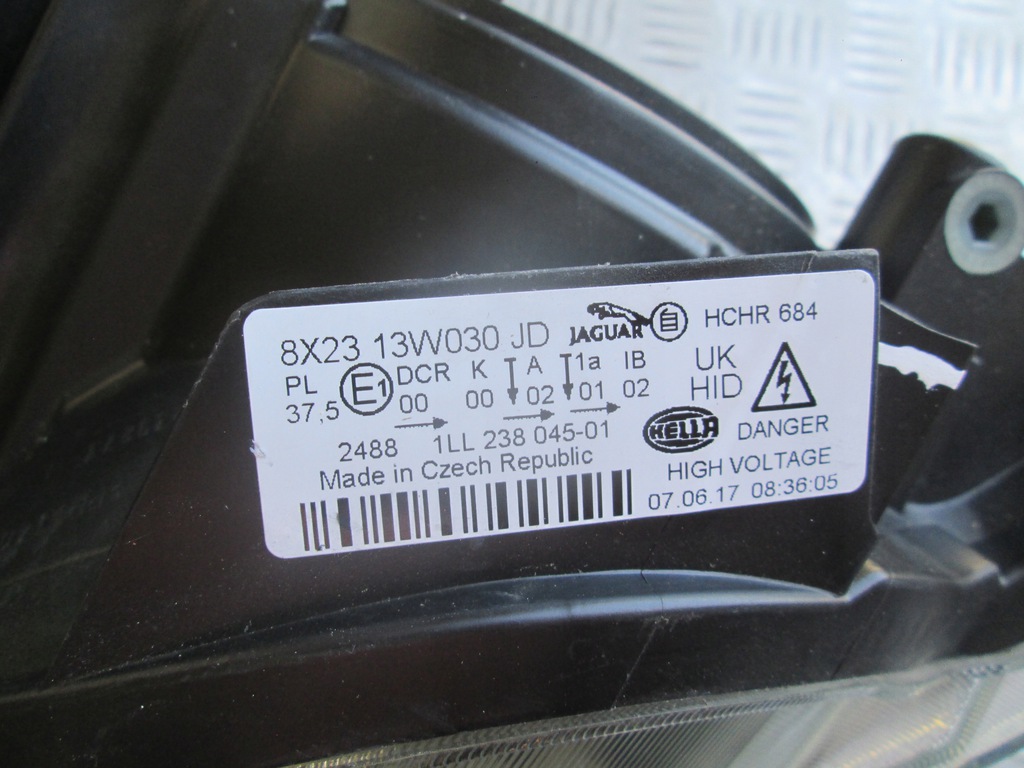 8X23 13W030 JD JAGUAR 自 HCHR 684
PL E1 DCR K A 1a IB UK
37,5 00 00 02 01 02 HID
2488 1LL 238 045-01 HELLA DANGER
Made in Czech Republic HIGH VOLTAGE
07.06.17 08:36:05